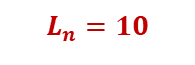 Lₙ = 10